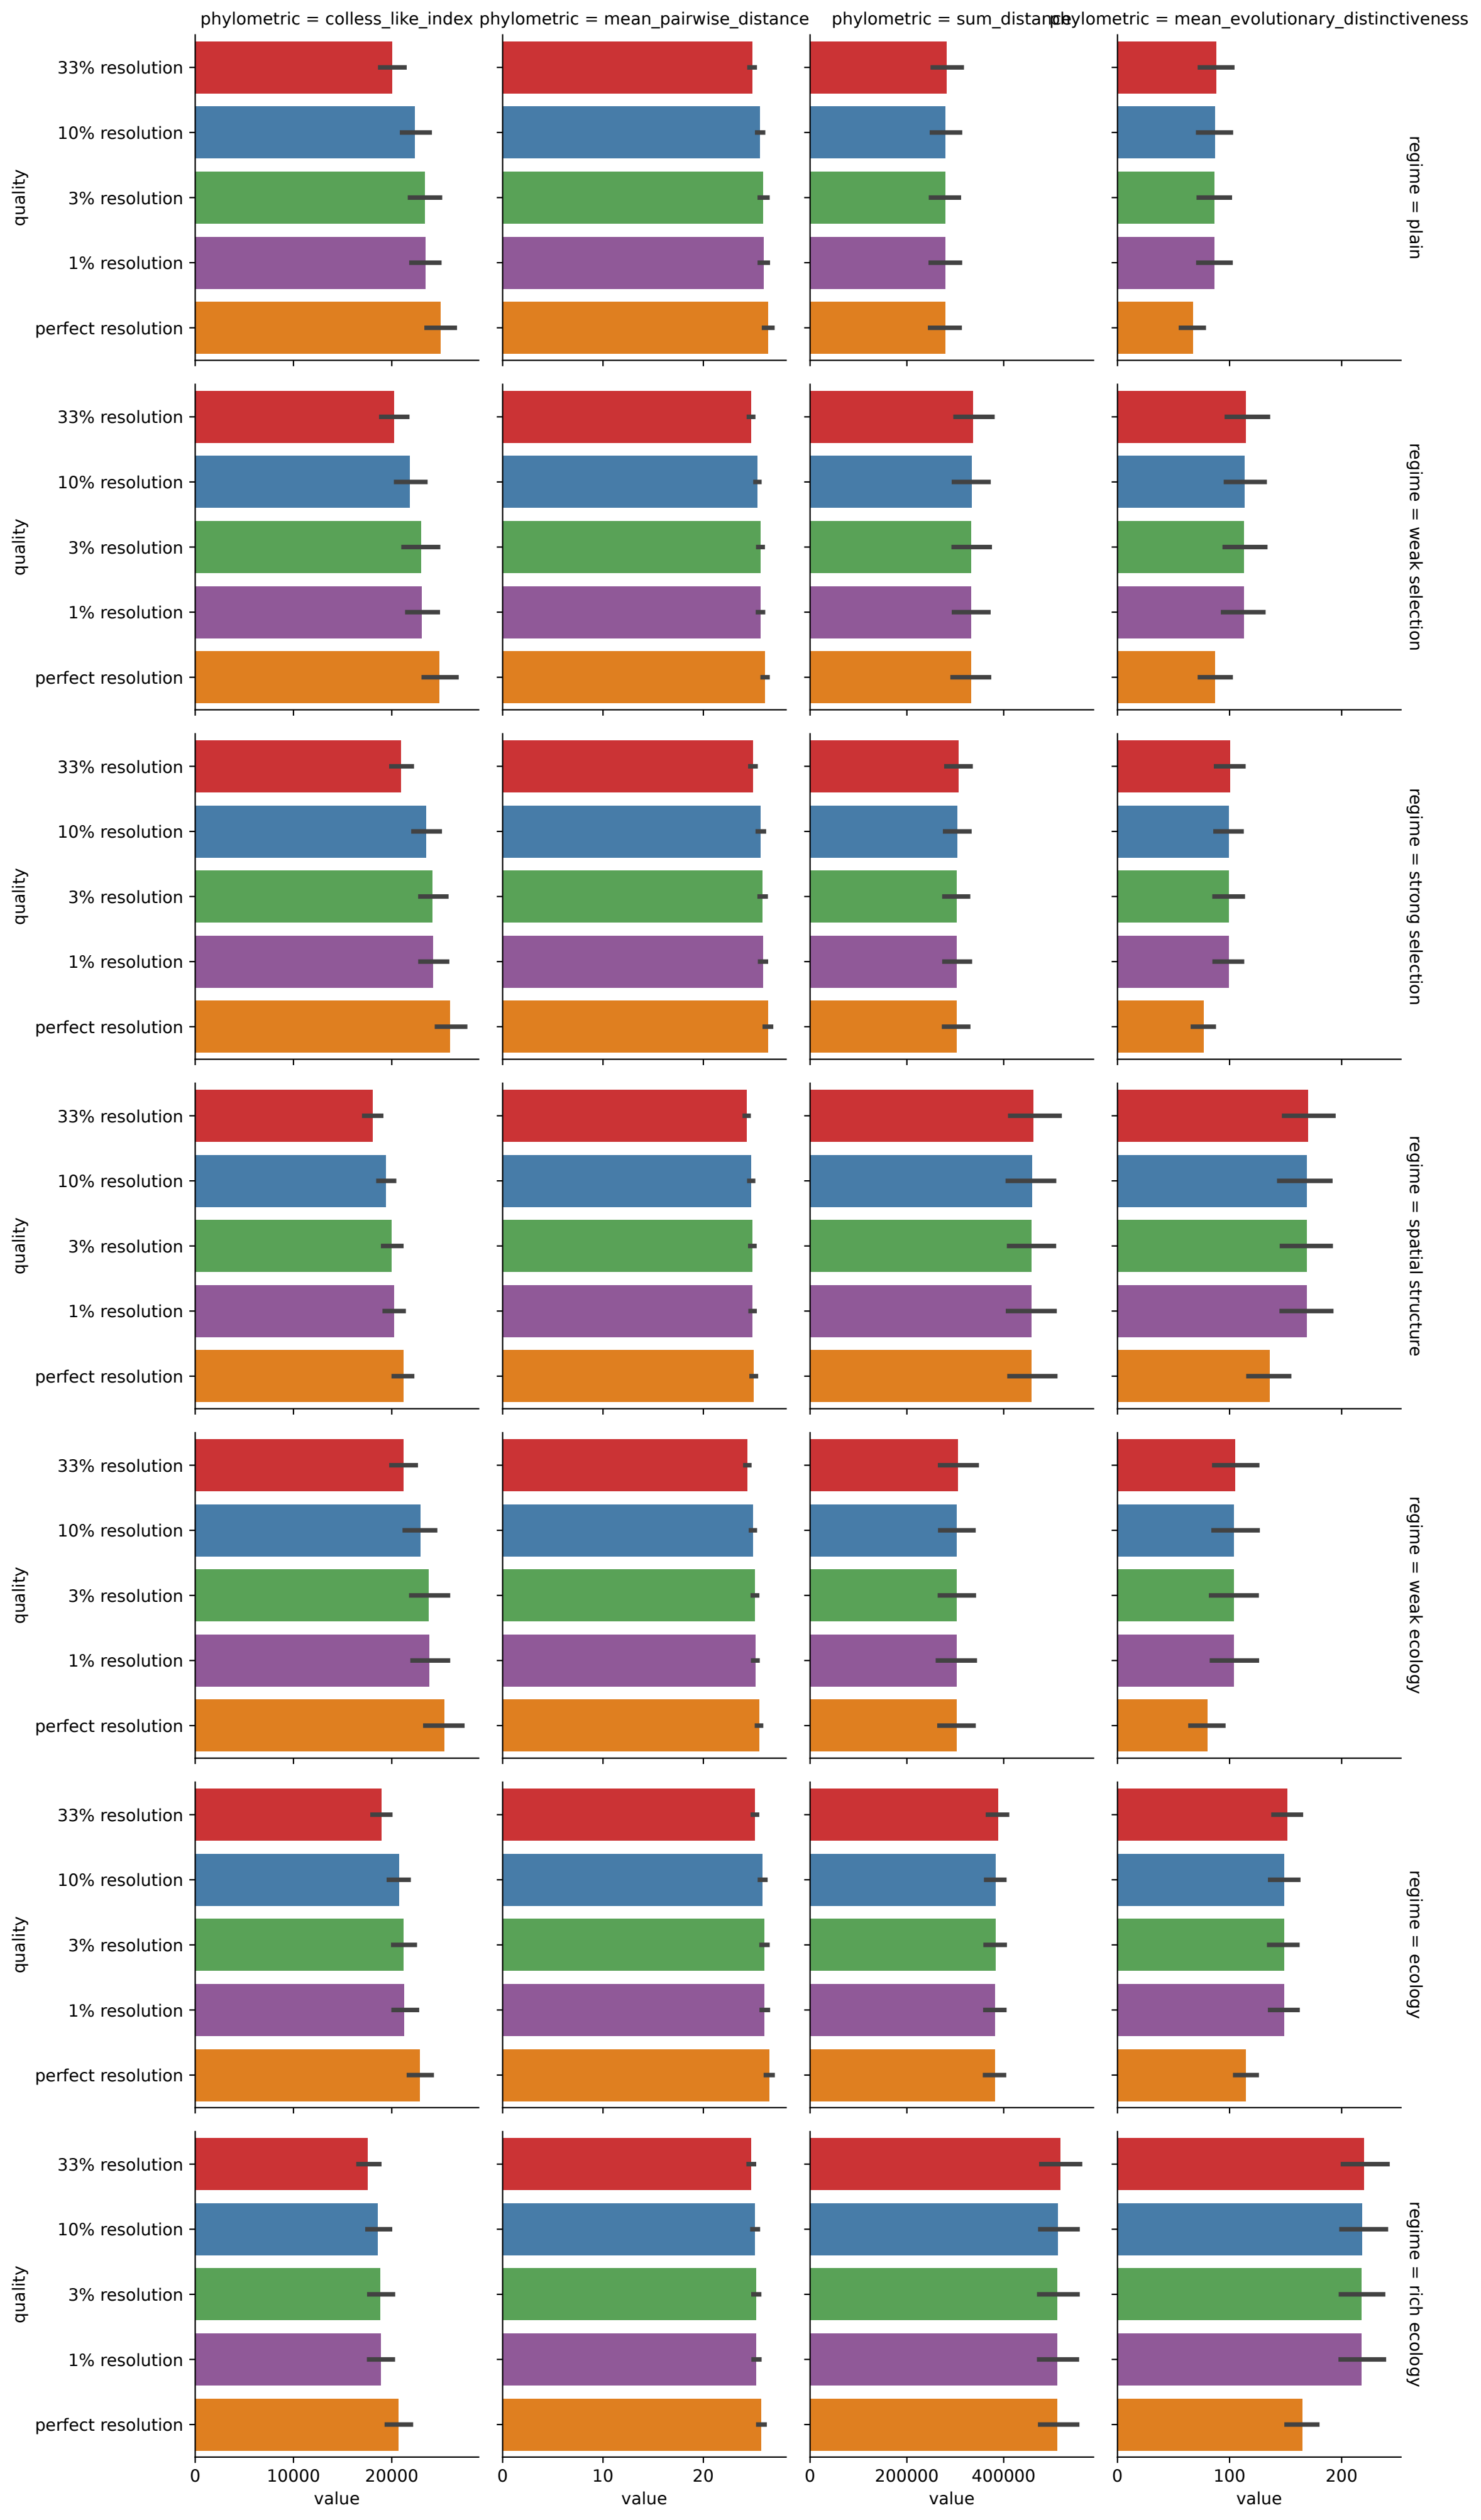 phylometric = colless_like_index phylometric = mean_pairwise_distance phylometric = sum_distance phylometric = mean_evolutionary_distinctiveness
33% resolution
10% resolution
3% resolution
1% resolution
perfect resolution
quality
regime = plain
33% resolution
10% resolution
3% resolution
1% resolution
perfect resolution
quality
regime = weak selection
33% resolution
10% resolution
3% resolution
1% resolution
perfect resolution
quality
regime = strong selection
33% resolution
10% resolution
3% resolution
1% resolution
perfect resolution
quality
regime = spatial structure
33% resolution
10% resolution
3% resolution
1% resolution
perfect resolution
quality
regime = weak ecology
33% resolution
10% resolution
3% resolution
1% resolution
perfect resolution
quality
regime = ecology
33% resolution
10% resolution
3% resolution
1% resolution
perfect resolution
quality
regime = rich ecology
0 10000 20000 0 10 20 0 200000 400000 0 100 200
value value value value